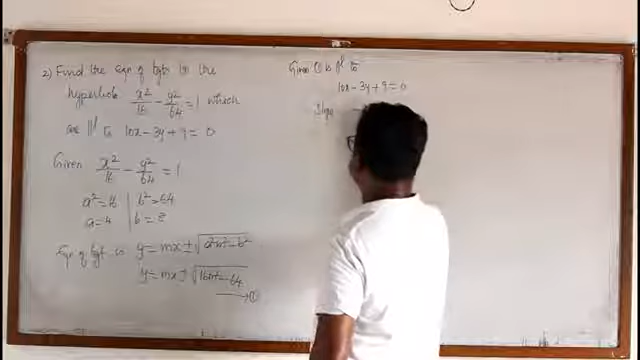 2) Find the Eqn of tgts to the
hyperbola x²/16 - y²/64 = 1 which
are ||l to 10x - 3y + 9 = 0
Given x²/16 - y²/64 = 1
a² = 16 | b² = 64
a = 4 | b = 8
Eqn of tgt is y = mx ± √(a²m² - b²)
y = mx ± √(16m² - 64)
→ ①
Given ① is ||l to
10x - 3y + 9 = 0
Slope